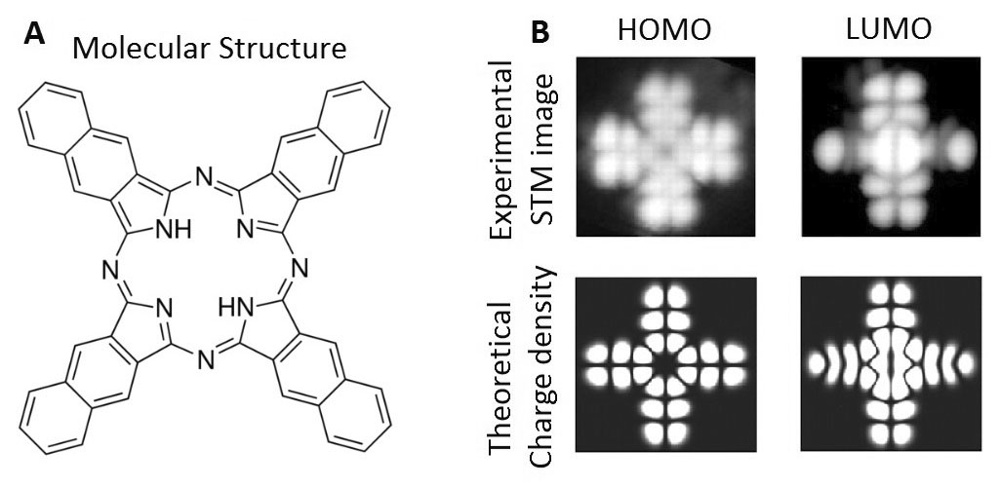 A
Molecular Structure
N
NH
N
N
N
N
HN
N
B
HOMO
LUMO
Experimental
STM image
Theoretical
Charge density